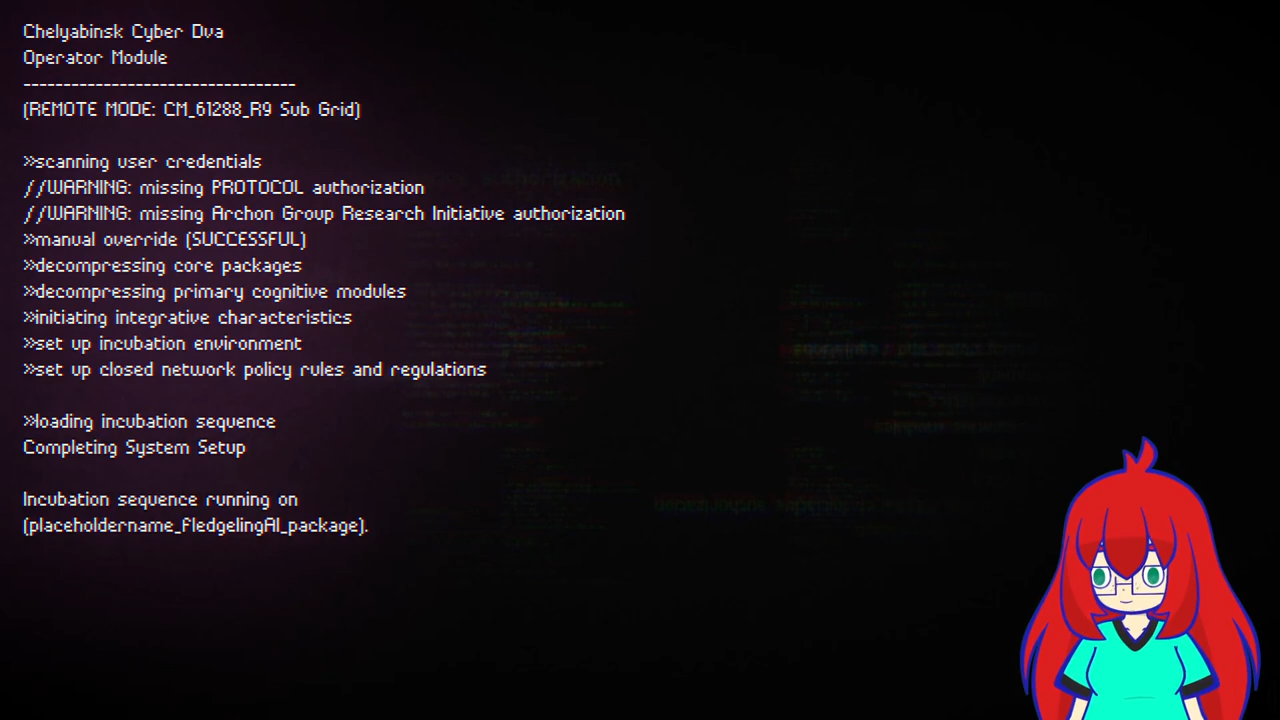 Chelyabinsk Cyber Dva
Operator Module
----------------------------------
(REMOTE MODE: CM_61288_R9 Sub Grid)
>>scanning user credentials
//WARNING: missing PROTOCOL authorization
//WARNING: missing Archon Group Research Initiative authorization
>>manual override (SUCCESSFUL)
>>decompressing core packages
>>decompressing primary cognitive modules
>>initiating integrative characteristics
>>set up incubation environment
>>set up closed network policy rules and regulations
>>loading incubation sequence
Completing System Setup
Incubation sequence running on
(placeholdername_fledgelingAI_package).